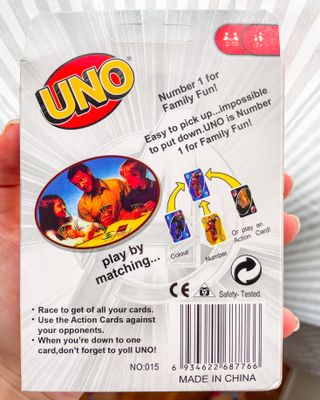 UNO
2-10
7+
Number 1 for
Family Fun!
Easy to pick up...impossible
to put down.UNO is Number
1 for Family Fun!
play by
matching...
Colour
Number
Or play an
Action Card!
CE
Safety- Tested.
• Race to get of all your cards.
• Use the Action Cards against
your opponents.
• When you're down to one
card,don't forget to yoll UNO!
NO:015
6 934622 687766
MADE IN CHINA